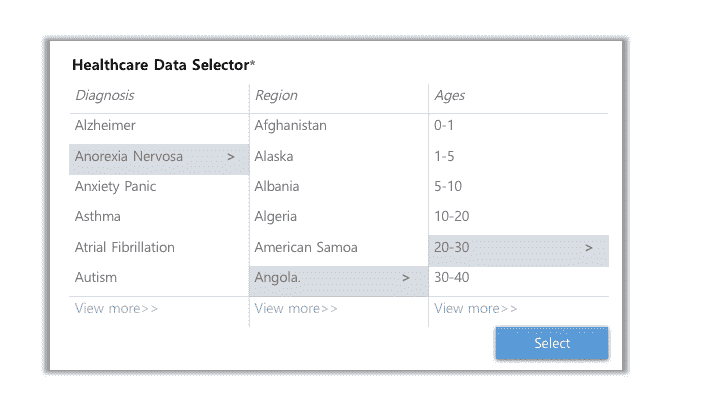 Healthcare Data Selector*
Diagnosis Region Ages
Alzheimer Afghanistan 0-1
Anorexia Nervosa > Alaska 1-5
Anxiety Panic Albania 5-10
Asthma Algeria 10-20
Atrial Fibrillation American Samoa 20-30 >
Autism Angola. > 30-40
View more>> View more>> View more>>
Select